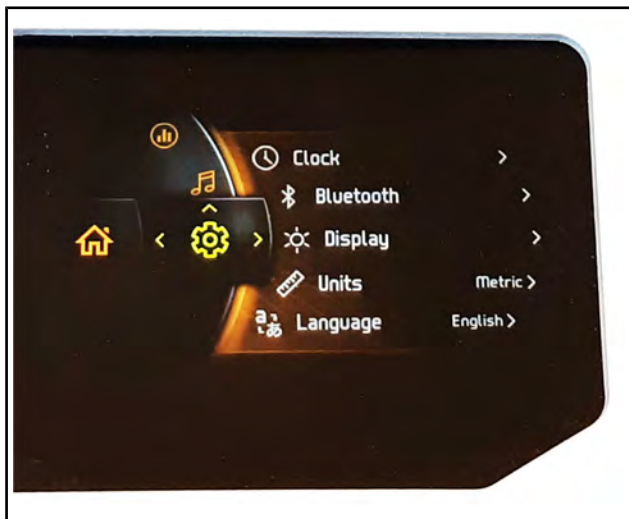 Clock
Bluetooth
Display
Units Metric
Language English